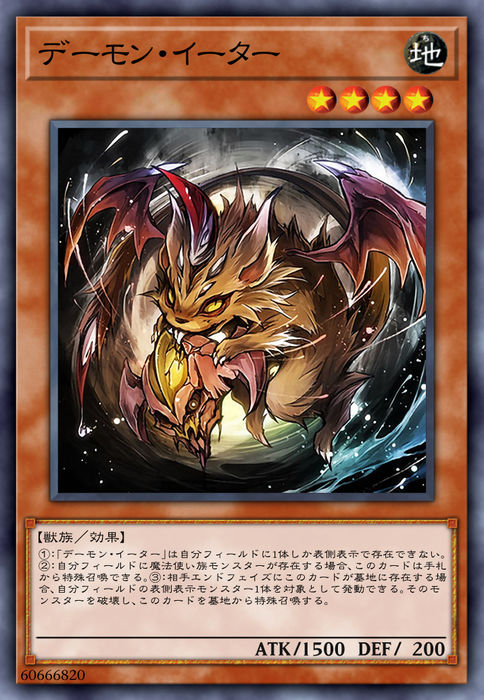 デーモン・イーター
ち
地
【獣族／効果】
①：「デーモン・イーター」は自分フィールドに1体しか表側表示で存在できない。
②：自分フィールドに魔法使い族モンスターが存在する場合、このカードは手札
から特殊召喚できる。③：相手エンドフェイズにこのカードが墓地に存在する場
合、自分フィールドの表側表示モンスター1体を対象として発動できる。そのモ
ンスターを破壊し、このカードを墓地から特殊召喚する。
ATK/1500 DEF/ 200
60666820